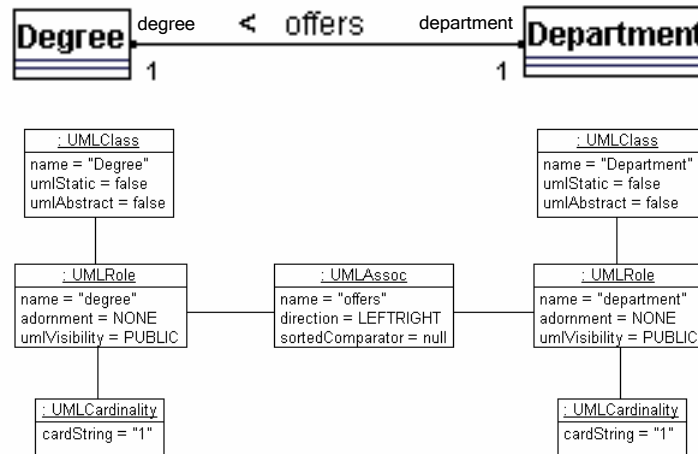 Degree degree < offers department Department
1 1
: UMLClass
name = "Degree"
umlStatic = false
umlAbstract = false
: UMLClass
name = "Department"
umlStatic = false
umlAbstract = false
: UMLRole
name = "degree"
adornment = NONE
umlVisibility = PUBLIC
: UMLAssoc
name = "offers"
direction = LEFTRIGHT
sortedComparator = null
: UMLRole
name = "department"
adornment = NONE
umlVisibility = PUBLIC
: UMLCardinality
cardString = "1"
: UMLCardinality
cardString = "1"